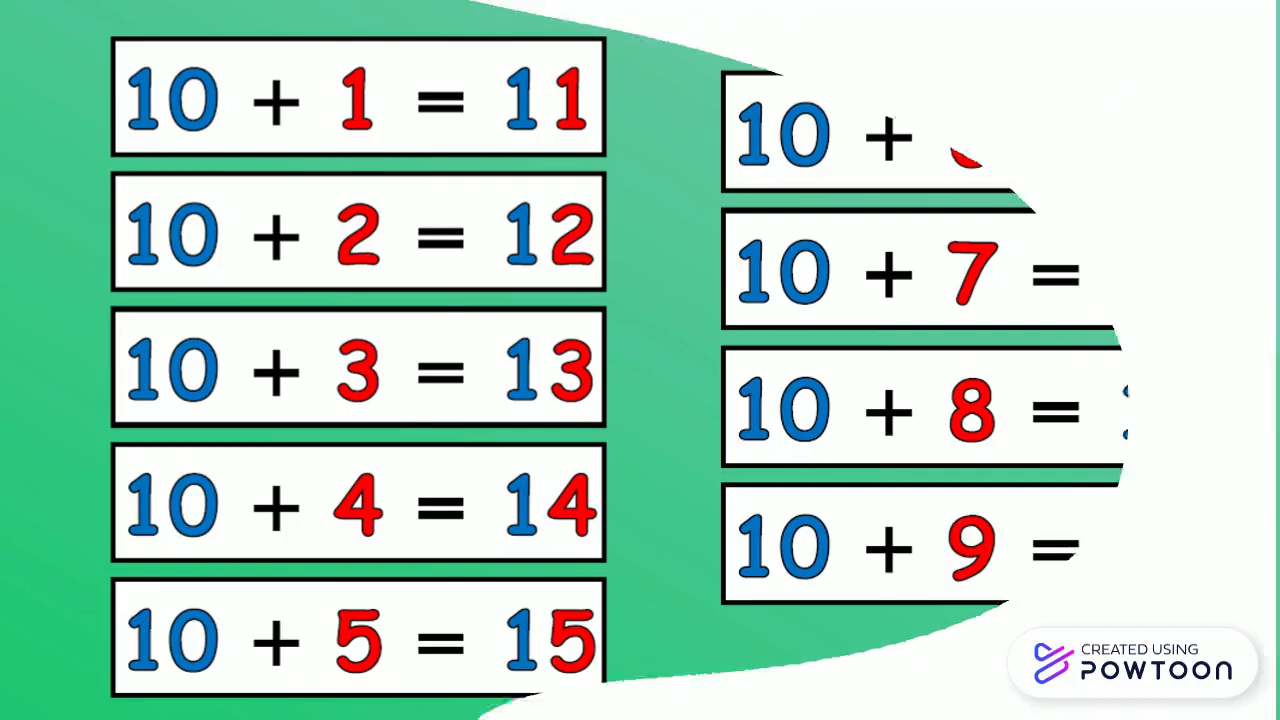 10 + 1 = 11
10 + 2 = 12
10 + 3 = 13
10 + 4 = 14
10 + 5 = 15
10 +
10 + 7 =
10 + 8 =
10 + 9 =
CREATED USING
POWTOON